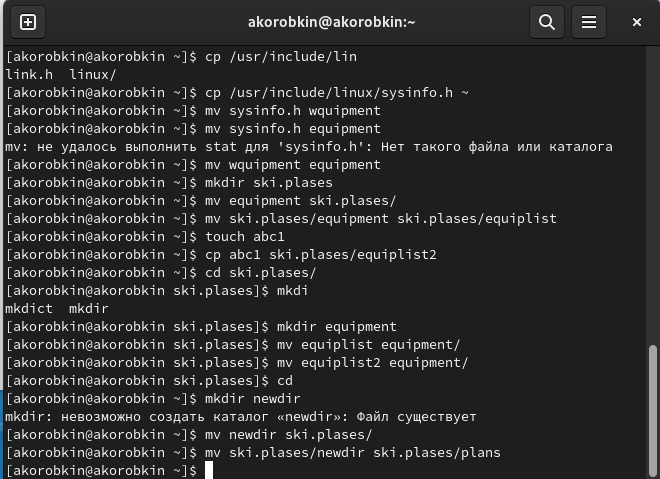 akorobkin@akorobkin:~
[akorobkin@akorobkin ~]$ cp /usr/include/lin
link.h  linux/
[akorobkin@akorobkin ~]$ cp /usr/include/linux/sysinfo.h ~
[akorobkin@akorobkin ~]$ mv sysinfo.h wquipment
[akorobkin@akorobkin ~]$ mv sysinfo.h equipment
mv: не удалось выполнить stat для 'sysinfo.h': Нет такого файла или каталога
[akorobkin@akorobkin ~]$ mv wquipment equipment
[akorobkin@akorobkin ~]$ mkdir ski.plases
[akorobkin@akorobkin ~]$ mv equipment ski.plases/
[akorobkin@akorobkin ~]$ mv ski.plases/equipment ski.plases/equiplist
[akorobkin@akorobkin ~]$ touch abc1
[akorobkin@akorobkin ~]$ cp abc1 ski.plases/equiplist2
[akorobkin@akorobkin ~]$ cd ski.plases/
[akorobkin@akorobkin ski.plases]$ mkdi
mkdict  mkdir
[akorobkin@akorobkin ski.plases]$ mkdir equipment
[akorobkin@akorobkin ski.plases]$ mv equiplist equipment/
[akorobkin@akorobkin ski.plases]$ mv equiplist2 equipment/
[akorobkin@akorobkin ski.plases]$ cd
[akorobkin@akorobkin ~]$ mkdir newdir
mkdir: невозможно создать каталог «newdir»: Файл существует
[akorobkin@akorobkin ~]$ mv newdir ski.plases/
[akorobkin@akorobkin ~]$ mv ski.plases/newdir ski.plases/plans
[akorobkin@akorobkin ~]$